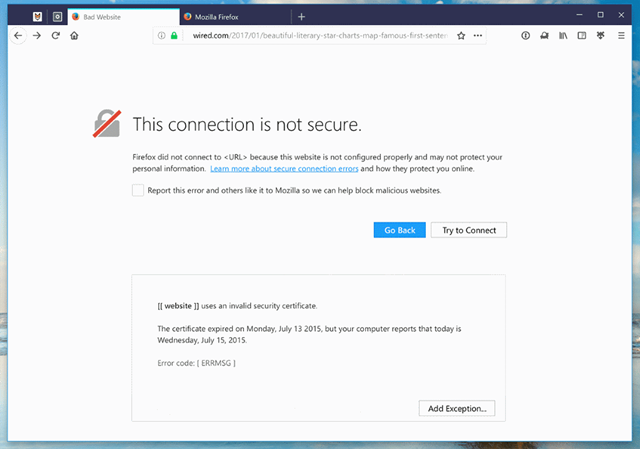 Bad Website
Mozilla Firefox
wired.com/2017/01/beautiful-literary-star-charts-map-famous-first-senten
This connection is not secure.
Firefox did not connect to <URL> because this website is not configured properly and may not protect your
personal information. Learn more about secure connection errors and how they protect you online.
Report this error and others like it to Mozilla so we can help block malicious websites.
Go Back
Try to Connect
[[ website ]] uses an invalid security certificate.
The certificate expired on Monday, July 13 2015, but your computer reports that today is
Wednesday, July 15, 2015.
Error code: [ ERRMSG ]
Add Exception...